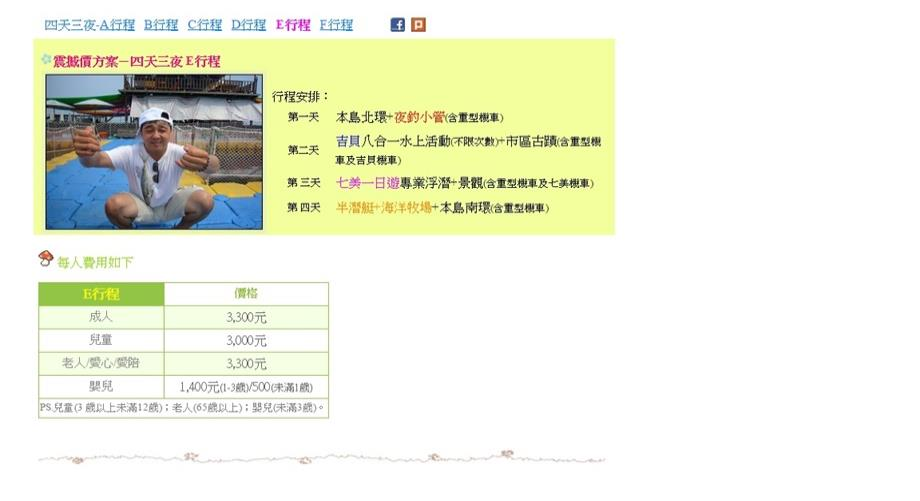 四天三夜-A行程 B行程 C行程 D行程 E行程 F行程
震撼價方案－四天三夜 E行程
行程安排：
第一天 本島北環+夜釣小管(含重型機車)
第二天 吉貝八合一水上活動(不限次數)+市區古蹟(含重型機
車及吉貝機車)
第三天 七美一日遊專業浮潛+景觀(含重型機車及七美機車)
第四天 半潛艇+海洋牧場+本島南環(含重型機車)
每人費用如下
E行程 價格
成人 3,300元
兒童 3,000元
老人/愛心/愛陪 3,300元
嬰兒 1,400元(1-3歲)/500(未滿1歲)
PS.兒童(3 歲以上未滿12歲)；老人(65歲以上)；嬰兒(未滿3歲)。